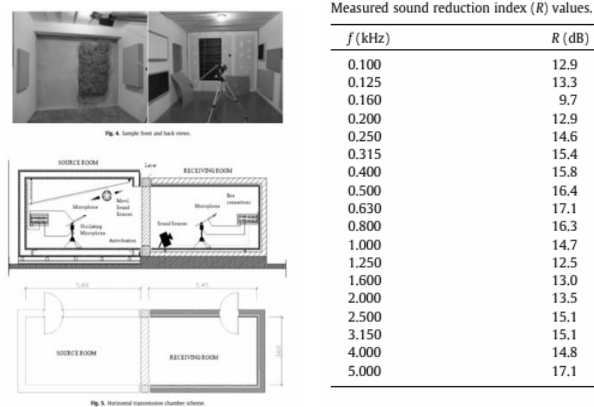 Fig. 4. Sample front and back views.
SOURCE ROOM
Layer
RECEIVING ROOM
Microphone
Sound
Sources
Oscillating
Microphone
Box
connections
Microphone
Sound Sources
5.45
SOURCE ROOM
RECEIVING ROOM
Fig. 5. Horizontal transmission chamber scheme.
Measured sound reduction index (R) values.
f (kHz) R (dB)
0.100 12.9
0.125 13.3
0.160 9.7
0.200 12.9
0.250 14.6
0.315 15.4
0.400 15.8
0.500 16.4
0.630 17.1
0.800 16.3
1.000 14.7
1.250 12.5
1.600 13.0
2.000 13.5
2.500 15.1
3.150 15.1
4.000 14.8
5.000 17.1